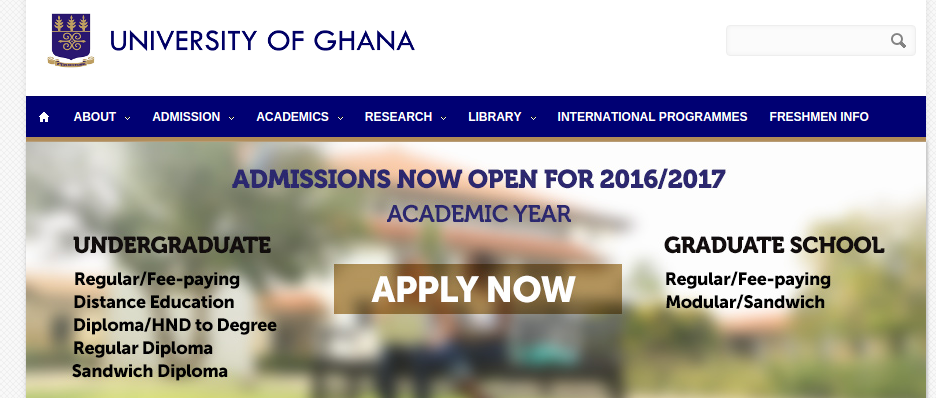 UNIVERSITY OF GHANA
ABOUT ADMISSION ACADEMICS RESEARCH LIBRARY INTERNATIONAL PROGRAMMES FRESHMEN INFO
ADMISSIONS NOW OPEN FOR 2016/2017
ACADEMIC YEAR
UNDERGRADUATE
Regular/Fee-paying
Distance Education
Diploma/HND to Degree
Regular Diploma
Sandwich Diploma
APPLY NOW
GRADUATE SCHOOL
Regular/Fee-paying
Modular/Sandwich